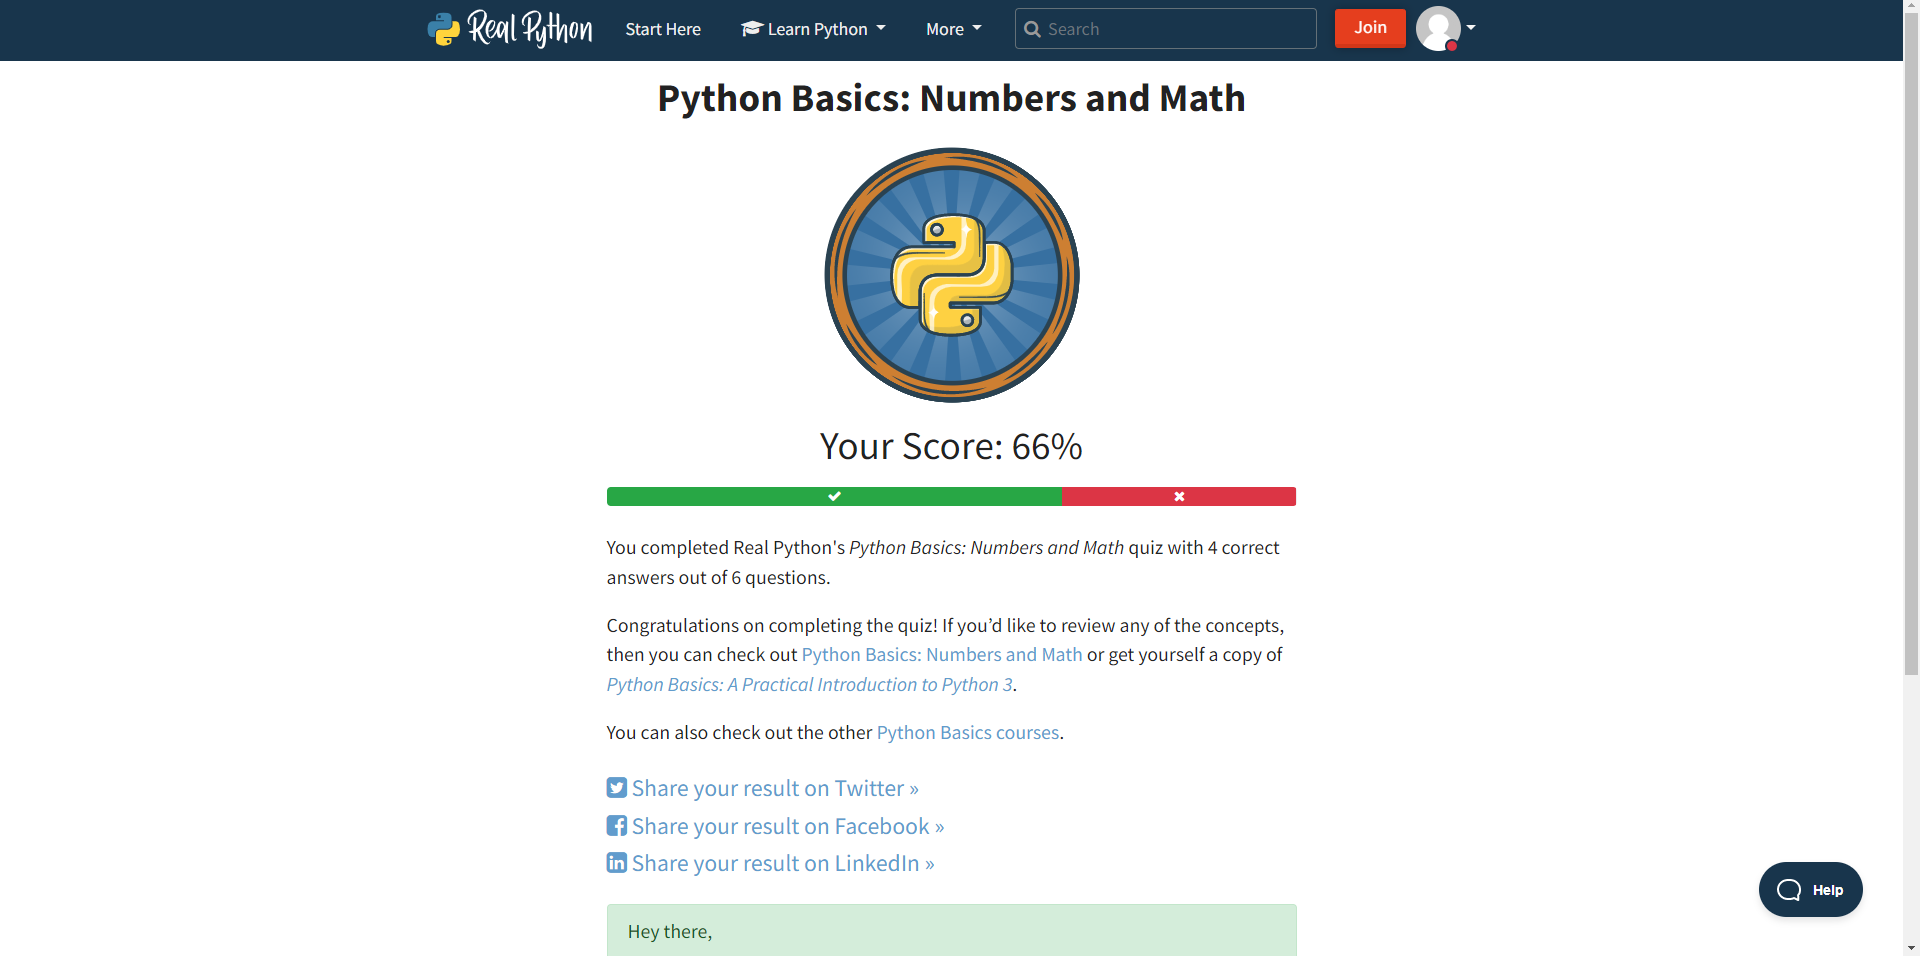 Real Python Start Here Learn Python More Search Join
Python Basics: Numbers and Math
Your Score: 66%
You completed Real Python's Python Basics: Numbers and Math quiz with 4 correct
answers out of 6 questions.
Congratulations on completing the quiz! If you’d like to review any of the concepts,
then you can check out Python Basics: Numbers and Math or get yourself a copy of
Python Basics: A Practical Introduction to Python 3.
You can also check out the other Python Basics courses.
Share your result on Twitter »
Share your result on Facebook »
Share your result on LinkedIn »
Help
Hey there,